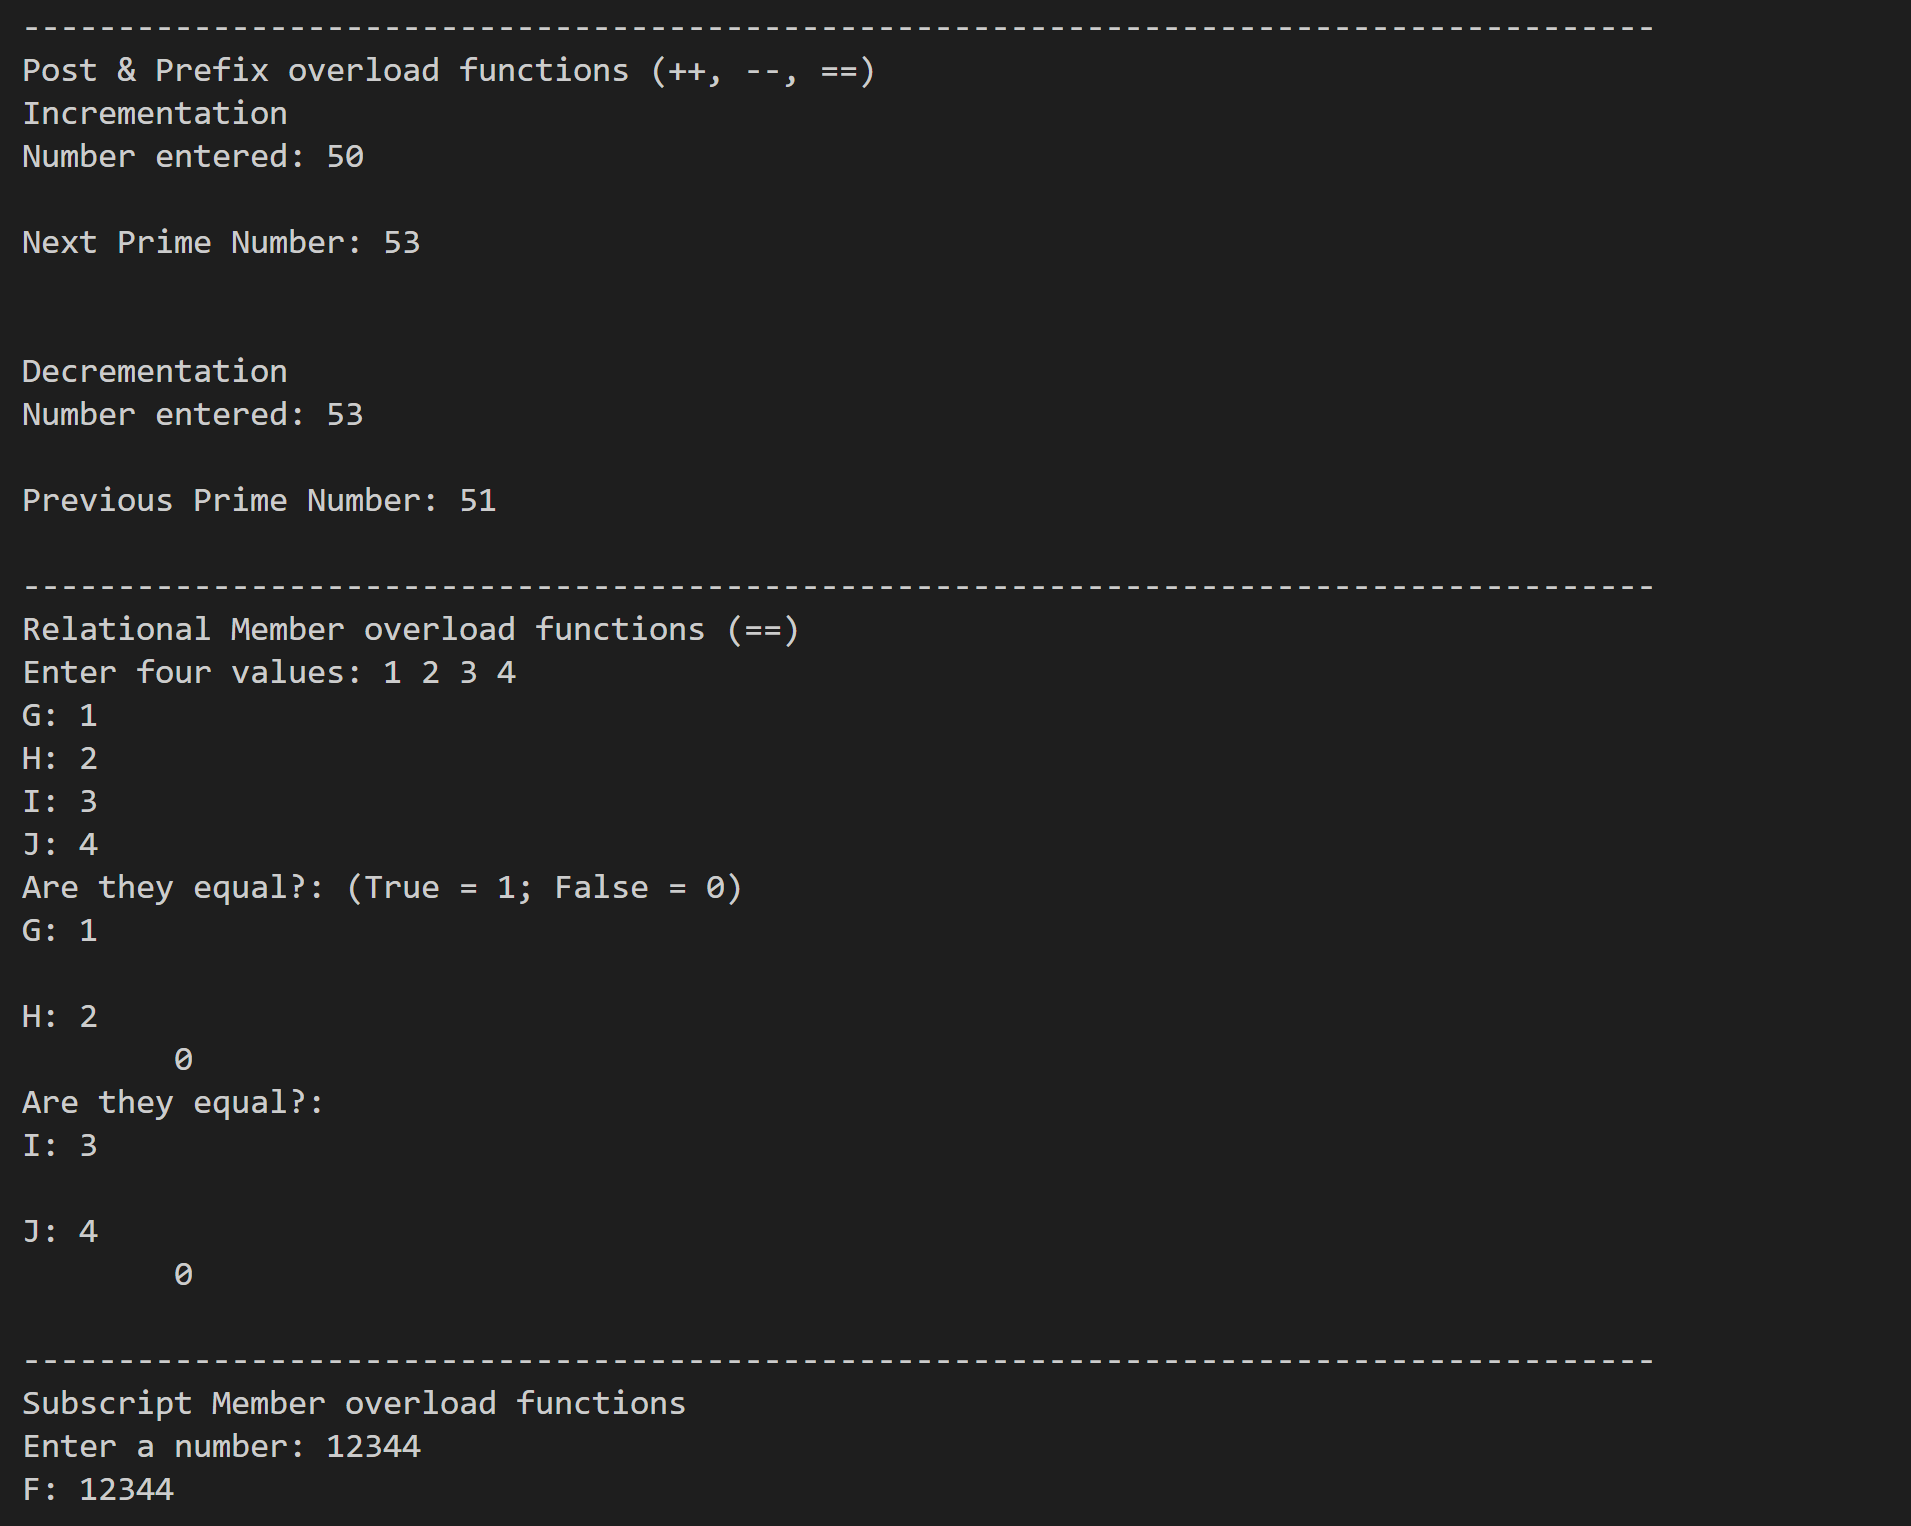 --------------------------------------------------------------------------------------
Post & Prefix overload functions (++, --, ==)
Incrementation
Number entered: 50
Next Prime Number: 53
Decrementation
Number entered: 53
Previous Prime Number: 51
--------------------------------------------------------------------------------------
Relational Member overload functions (==)
Enter four values: 1 2 3 4
G: 1
H: 2
I: 3
J: 4
Are they equal?: (True = 1; False = 0)
G: 1
H: 2
0
Are they equal?:
I: 3
J: 4
0
--------------------------------------------------------------------------------------
Subscript Member overload functions
Enter a number: 12344
F: 12344